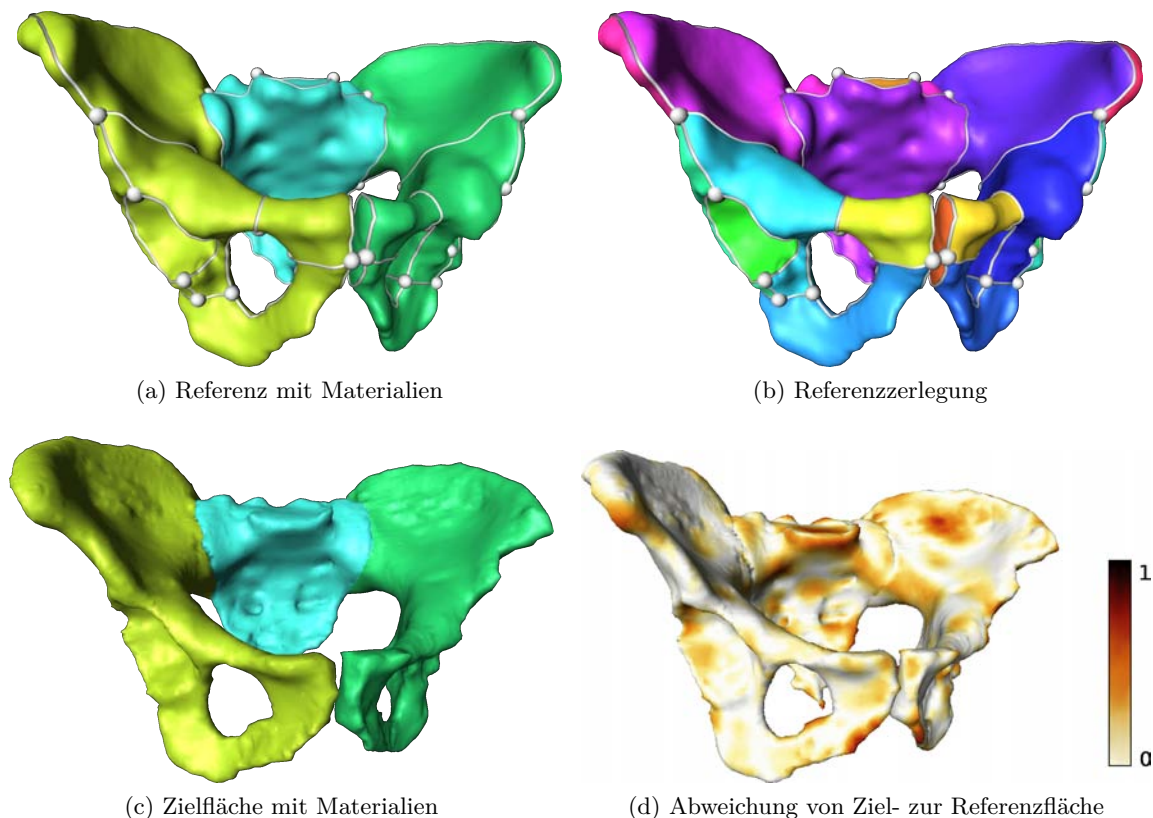 (a) Referenz mit Materialien
(b) Referenzzerlegung
1
0
(c) Zielfläche mit Materialien
(d) Abweichung von Ziel- zur Referenzfläche